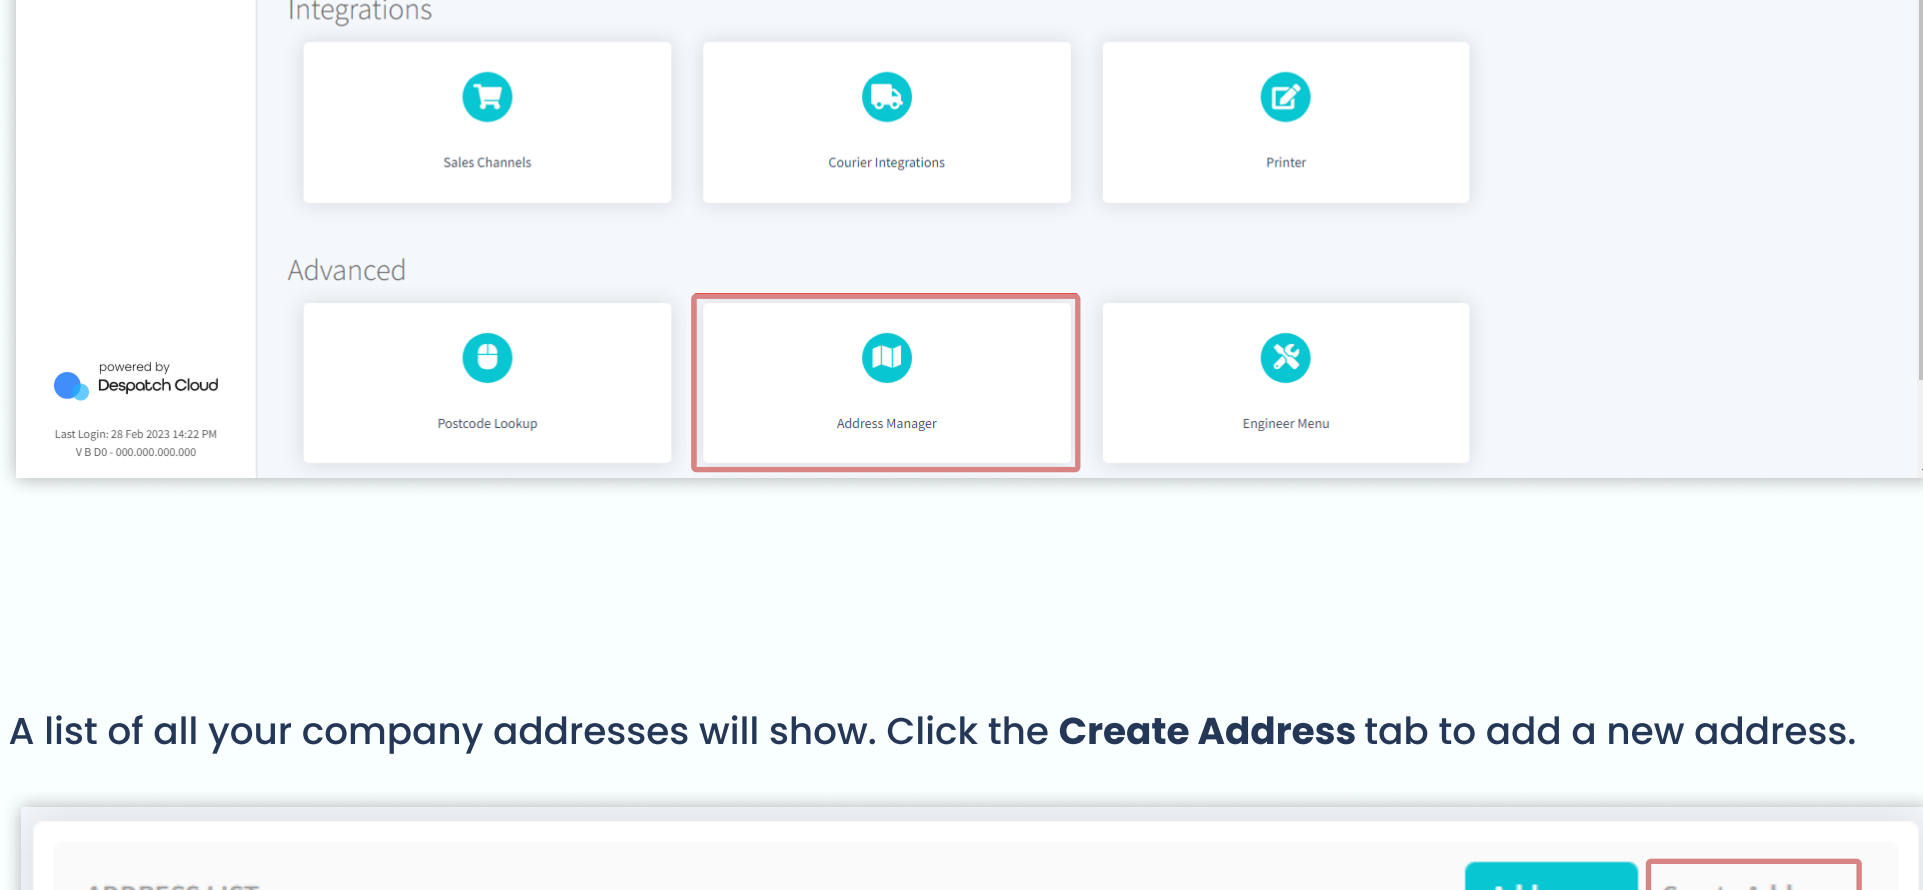 Integrations
Sales Channels
Courier Integrations
Printer
Advanced
Postcode Lookup
Address Manager
Engineer Menu
powered by
Despatch Cloud
Last Login: 28 Feb 2023 14:22 PM
V B D0 - 000.000.000.000
A list of all your company addresses will show. Click the Create Address tab to add a new address.
ADDRESS LIST